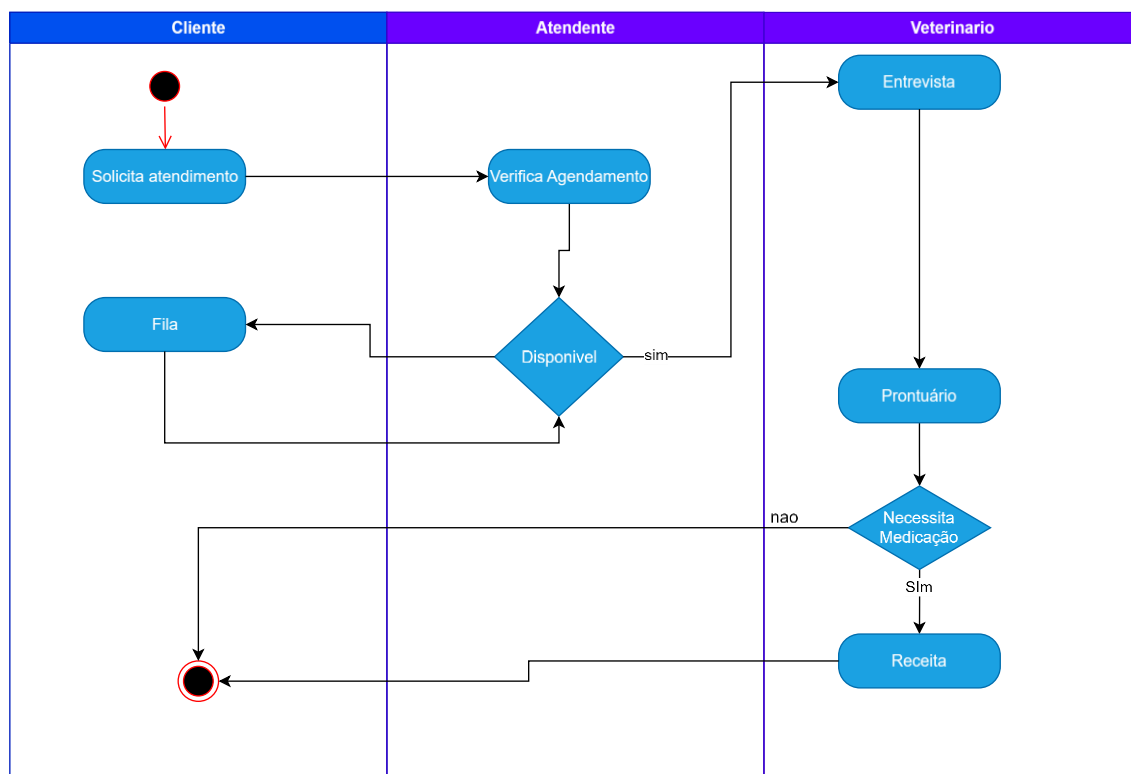 Cliente
Atendente
Veterinario
Entrevista
Solicita atendimento
Verifica Agendamento
Fila
Disponivel
sim
Prontuário
nao
Necessita
Medicação
SIm
Receita